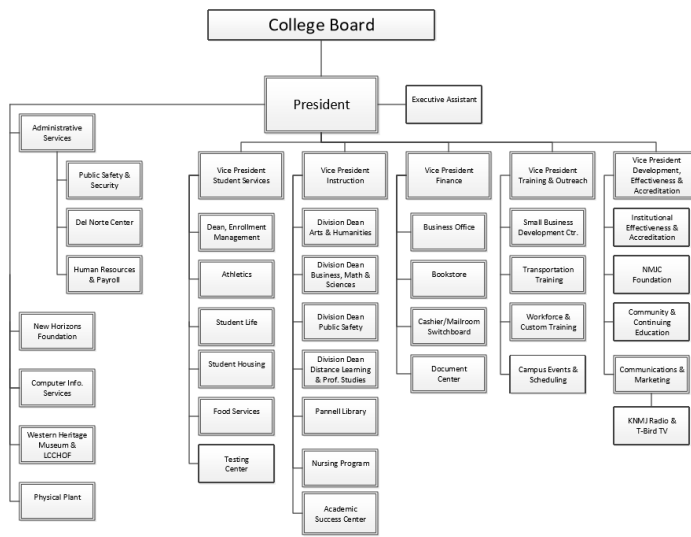 College Board
President
Executive Assistant
Administrative
Services
Public Safety &
Security
Del Norte Center
Human Resources
& Payroll
New Horizons
Foundation
Computer Info.
Services
Western Heritage
Museum &
LCCHOF
Physical Plant
Vice President
Student Services
Dean, Enrollment
Management
Athletics
Student Life
Student Housing
Food Services
Testing
Center
Vice President
Instruction
Division Dean
Arts & Humanities
Division Dean
Business, Math &
Sciences
Division Dean
Public Safety
Division Dean
Distance Learning
& Prof. Studies
Pannell Library
Nursing Program
Academic
Success Center
Vice President
Finance
Business Office
Bookstore
Cashier/Mailroom
Switchboard
Document
Center
Vice President
Training & Outreach
Small Business
Development Ctr.
Transportation
Training
Workforce &
Custom Training
Campus Events &
Scheduling
Vice President
Development,
Effectiveness &
Accreditation
Institutional
Effectiveness &
Accreditation
NMJC
Foundation
Community &
Continuing
Education
Communications &
Marketing
KNMJ Radio &
T-Bird TV